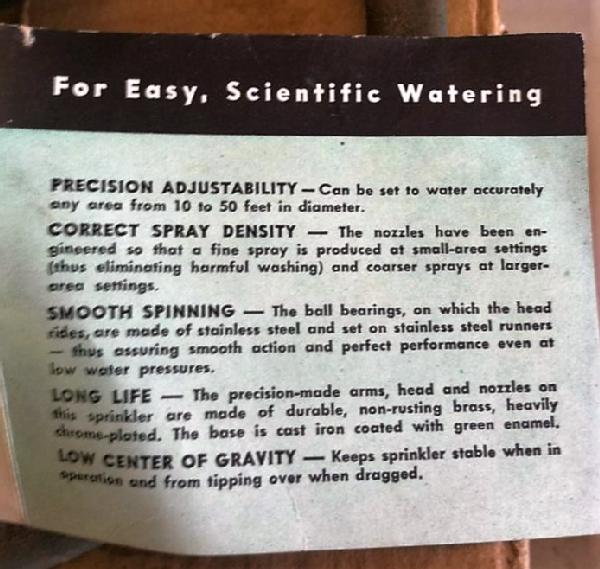 For Easy, Scientific Watering
PRECISION ADJUSTABILITY — Can be set to water accurately
any area from 10 to 50 feet in diameter.
CORRECT SPRAY DENSITY — The nozzles have been en-
gineered so that a fine spray is produced at small-area settings
(thus eliminating harmful washing) and coarser sprays at larger-
area settings.
SMOOTH SPINNING — The ball bearings, on which the head
rides, are made of stainless steel and set on stainless steel runners
— thus assuring smooth action and perfect performance even at
low water pressures.
LONG LIFE — The precision-made arms, head and nozzles on
this sprinkler are made of durable, non-rusting brass, heavily
chrome-plated. The base is cast iron coated with green enamel.
LOW CENTER OF GRAVITY — Keeps sprinkler stable when in
operation and from tipping over when dragged.